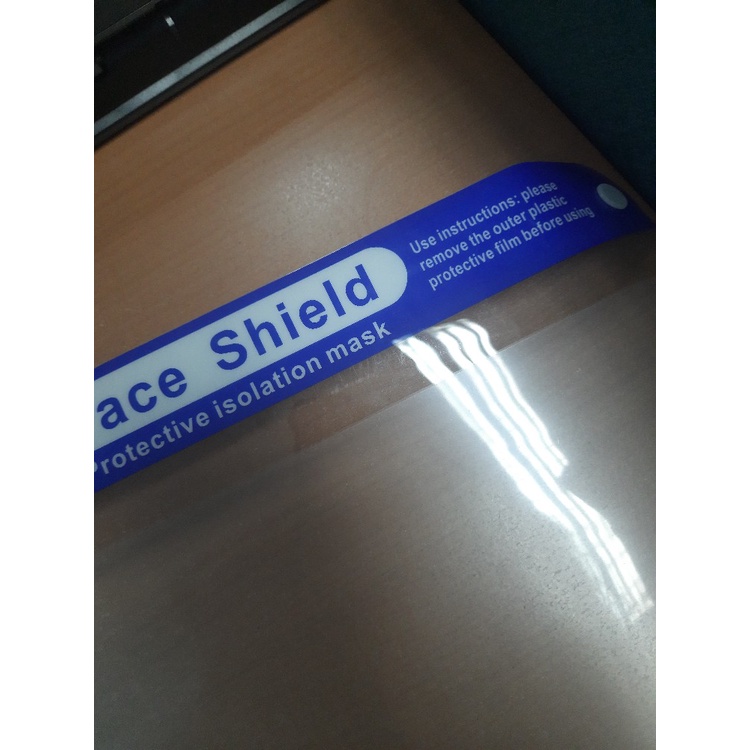 ace Shield
Protective isolation mask
Use instructions: please
remove the outer plastic
protective film before using